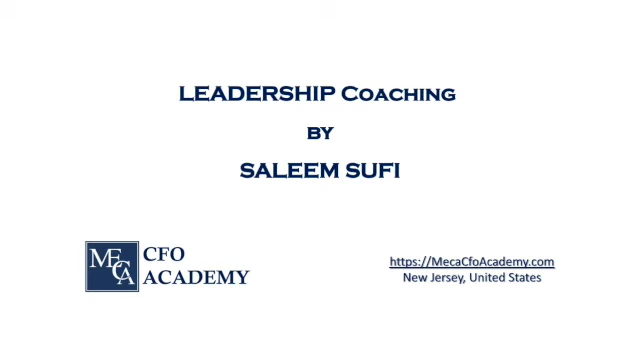 LEADERSHIP COACHING
BY
SALEEM SUFI
MECA
CFO
ACADEMY
https://MecaCfoAcademy.com
New Jersey, United States